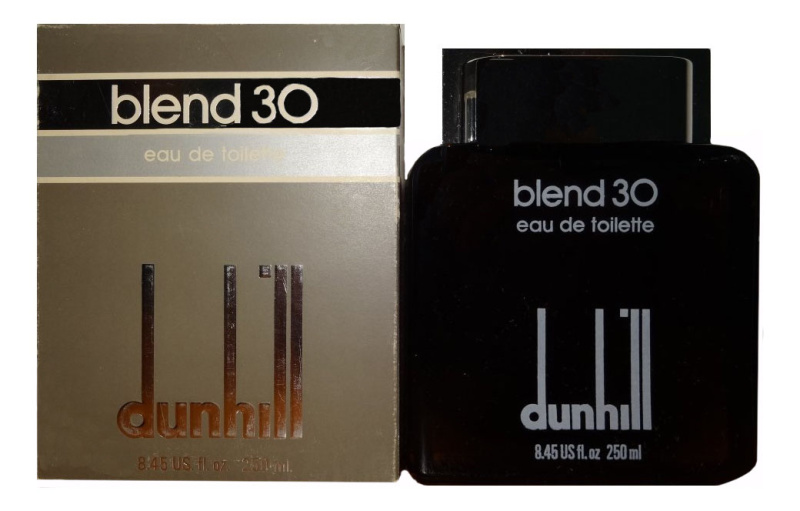 blend 30
eau de toilette
dunhill
8.45 US fl. oz 250 ml.
blend 30
eau de toilette
dunhill
8.45 US fl. oz 250 ml